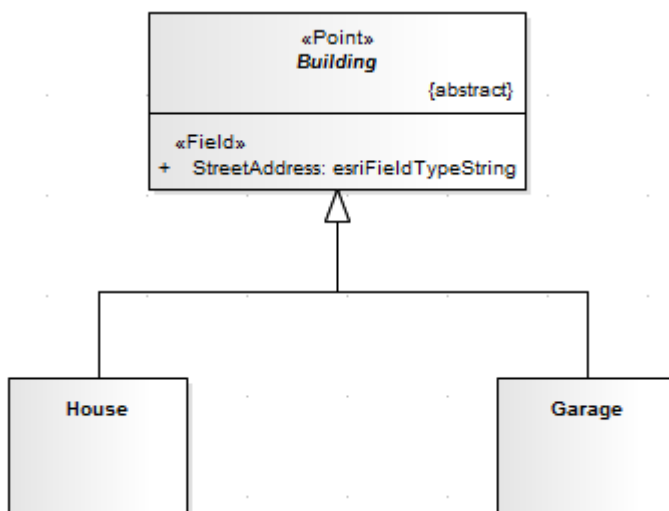 «Point»
Building
{abstract}
«Field»
+ StreetAddress: esriFieldTypeString
House
Garage